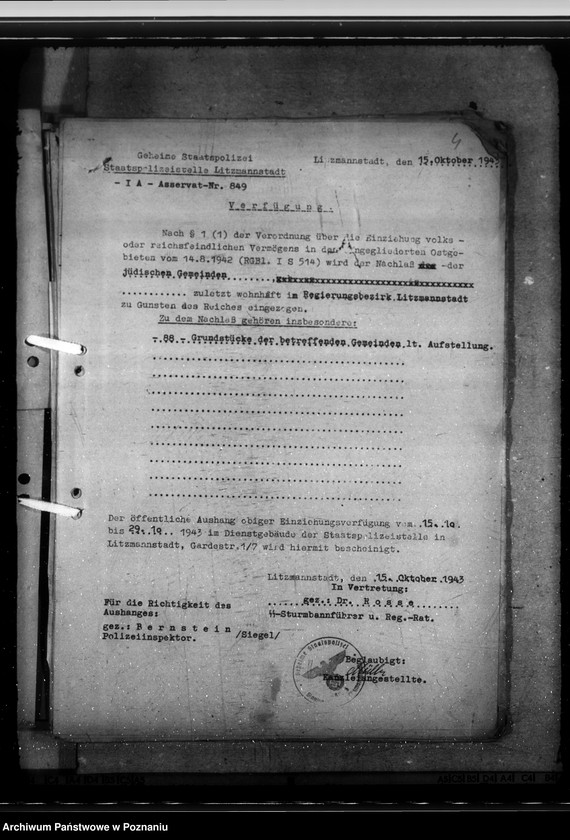 4
Geheime Staatspolizei
Staatspolizeistelle Litzmannstadt
Litzmannstadt, den 15.Oktober 1943
- I A - Asservat-Nr. 849
Verfügung.
Nach § 1 (1) der Verordnung über die Einziehung volks -
oder reichsfeindlichen Vermögens in den eingegliederten Ostge-
bieten vom 14.8.1942 (RGBl. I S 514) wird der Nachlaß -der
jüdischen Gemeinden
zuletzt wohnhaft im Regierungsbezirk.Litzmannstadt
zu Gunsten des Reiches eingezogen.
Zu dem Nachlaß gehören insbesondere:
- 88 - Grundstücke der betreffenden Gemeinden lt. Aufstellung.
Der öffentliche Aushang obiger Einziehungsverfügung vom 15. 10.
bis 29. 10. 1943 im Dienstgebäude der Staatspolizeistelle in
Litzmannstadt, Gardestr.1/7 wird hiermit bescheinigt.
Litzmannstadt, den 15. Oktober 1943
In Vertretung:
gez.: Dr. Rosse
SS-Sturmbannführer u. Reg.-Rat.
Für die Richtigkeit des
Aushanges:
gez.: Bernstein
Polizeiinspektor.
/Siegel/
Beglaubigt:
Kanzleiangestellte.
Archiwum Państwowe w Poznaniu